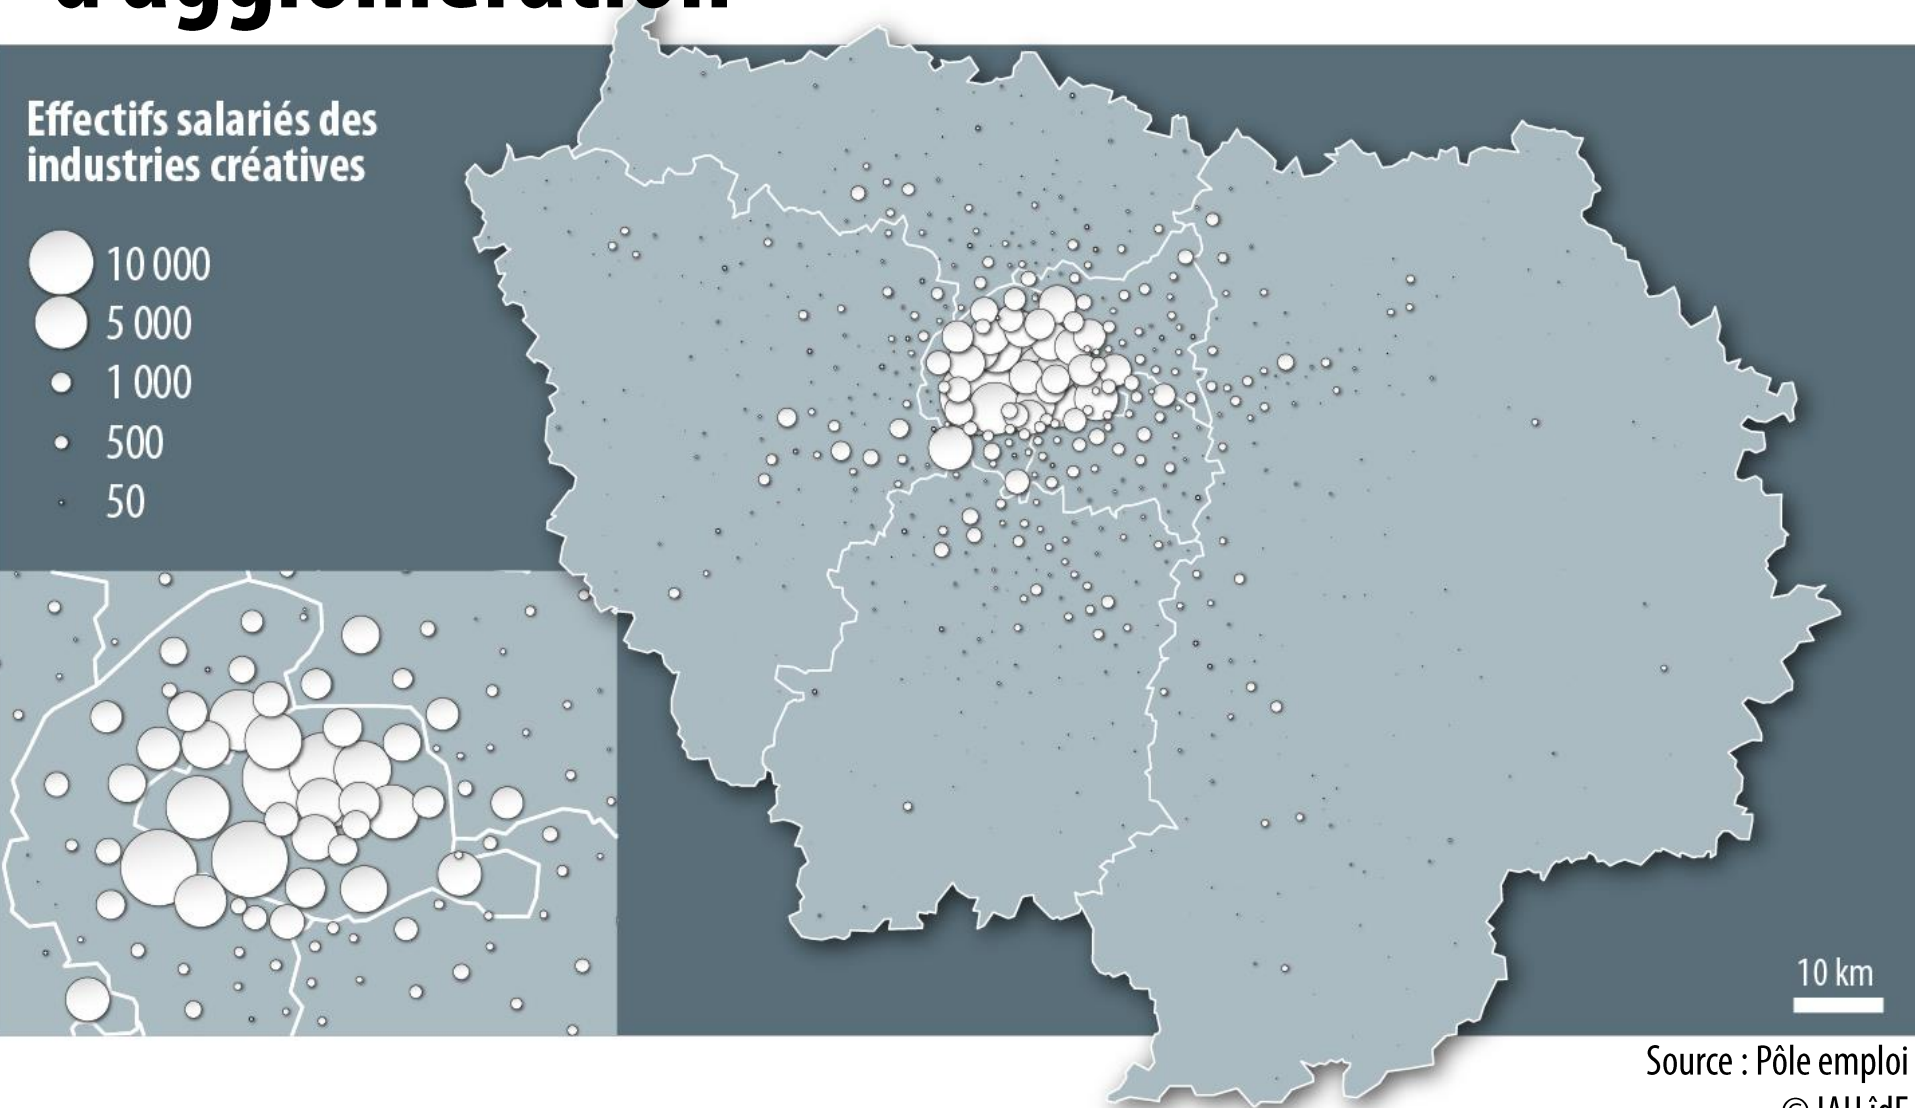 d'agglomération
Effectifs salariés des
industries créatives
10 000
5 000
1 000
500
50
10 km
Source : Pôle emploi
© IAU îdF